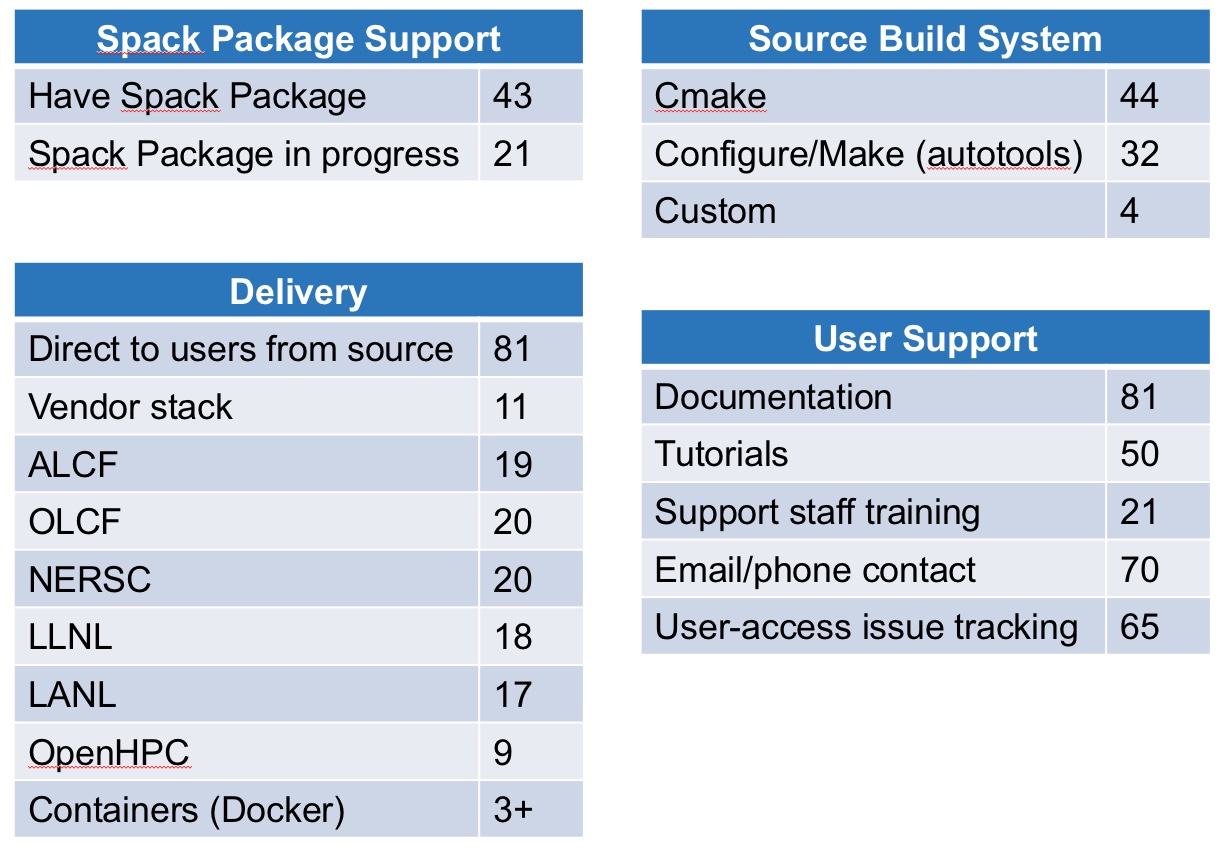 Spack Package Support
Have Spack Package 43
Spack Package in progress 21
Delivery
Direct to users from source 81
Vendor stack 11
ALCF 19
OLCF 20
NERSC 20
LLNL 18
LANL 17
OpenHPC 9
Containers (Docker) 3+
Source Build System
Cmake 44
Configure/Make (autotools) 32
Custom 4
User Support
Documentation 81
Tutorials 50
Support staff training 21
Email/phone contact 70
User-access issue tracking 65